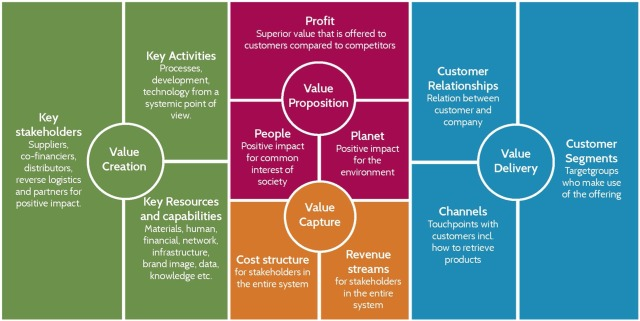 Key
stakeholders
Suppliers,
co-financiers,
distributors,
reverse logistics
and partners for
positive impact.
Value
Creation
Key Activities
Processes,
development,
technology from a
systemic point of
view.
Key Resources
and capabilities
Materials, human,
financial, network,
infrastructure,
brand image, data,
knowledge etc.
Profit
Superior value that is offered to
customers compared to competitors
Value
Proposition
People
Positive impact
for common
interest of
society
Planet
Positive impact
for the
environment
Value
Capture
Cost structure
for stakeholders in
the entire system
Revenue
streams
for stakeholders
in the entire
system
Customer
Relationships
Relation between
customer and
company
Value
Delivery
Channels
Touchpoints with
customers incl.
how to retrieve
products
Customer
Segments
Targetgroups
who make use
of the offering